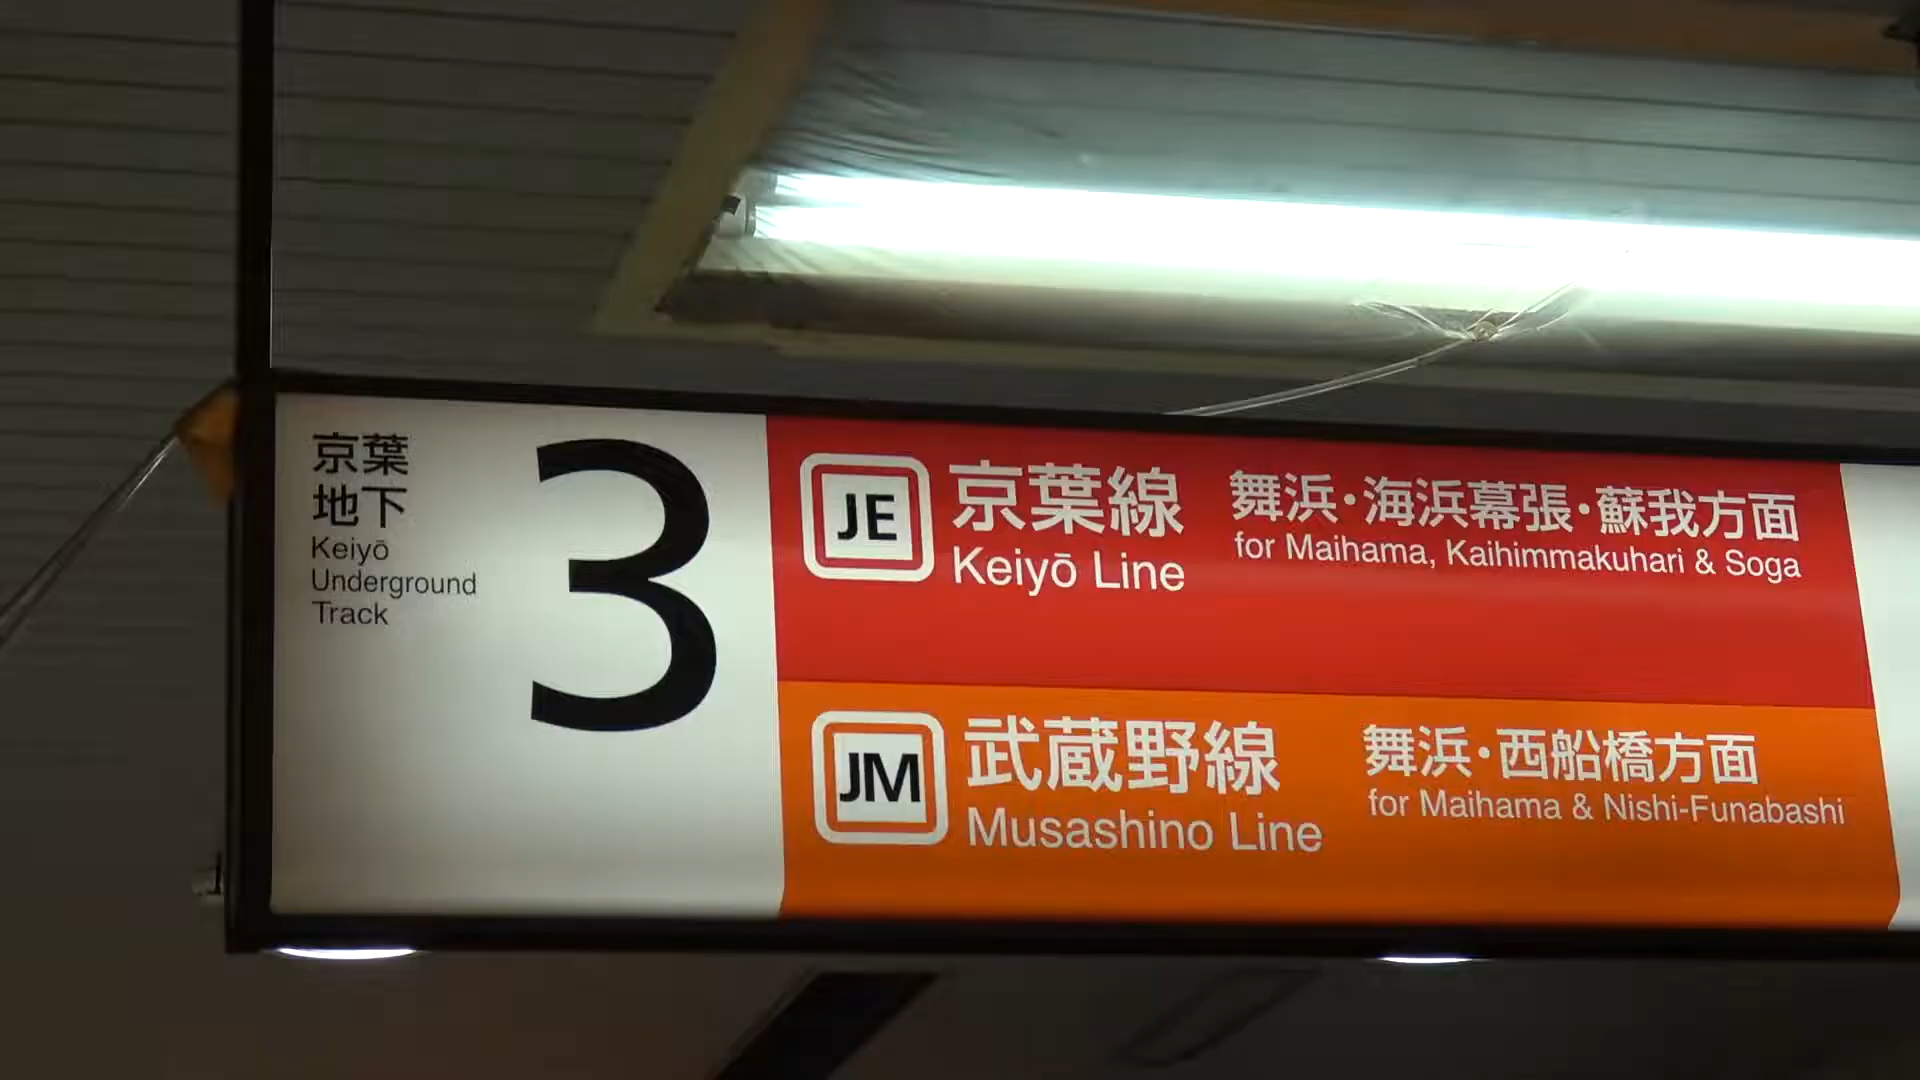 京葉
地下
Keiyō
Underground
Track
3
JE
京葉線
Keiyō Line
舞浜・海浜幕張・蘇我方面
for Maihama, Kaihimmakuhari & Soga
JM
武蔵野線
Musashino Line
舞浜・西船橋方面
for Maihama & Nishi-Funabashi